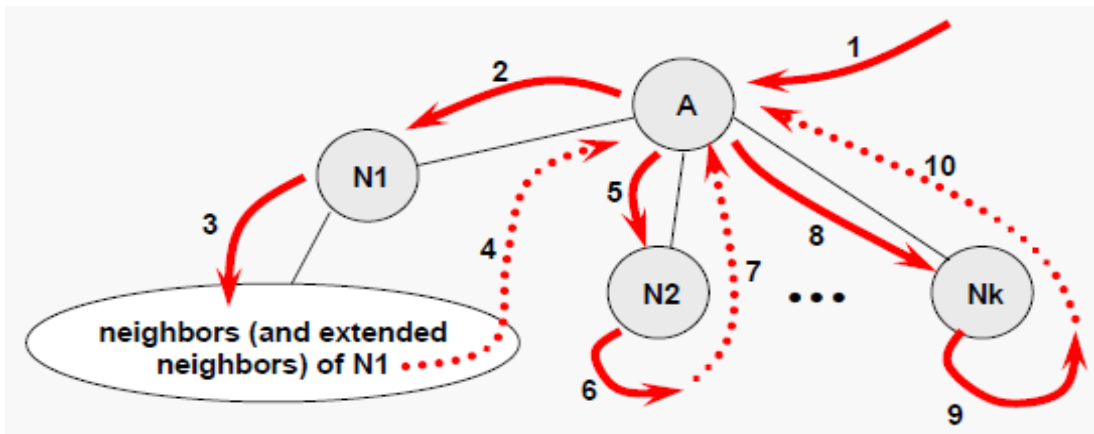 1
2
A
N1
10
5
3
4
8
7
N2
•••
Nk
neighbors (and extended
neighbors) of N1
6
9